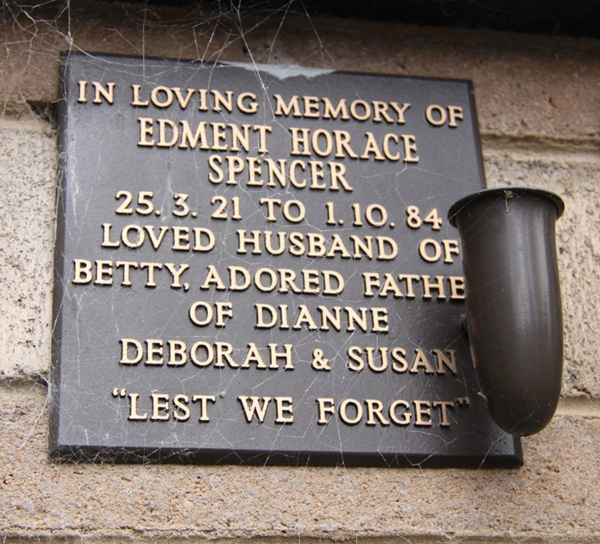 IN LOVING MEMORY OF
EDMENT HORACE
SPENCER
25. 3. 21 TO 1. 10. 84
LOVED HUSBAND OF
BETTY, ADORED FATHE
OF DIANNE
DEBORAH & SUSAN
"LEST WE FORGET"